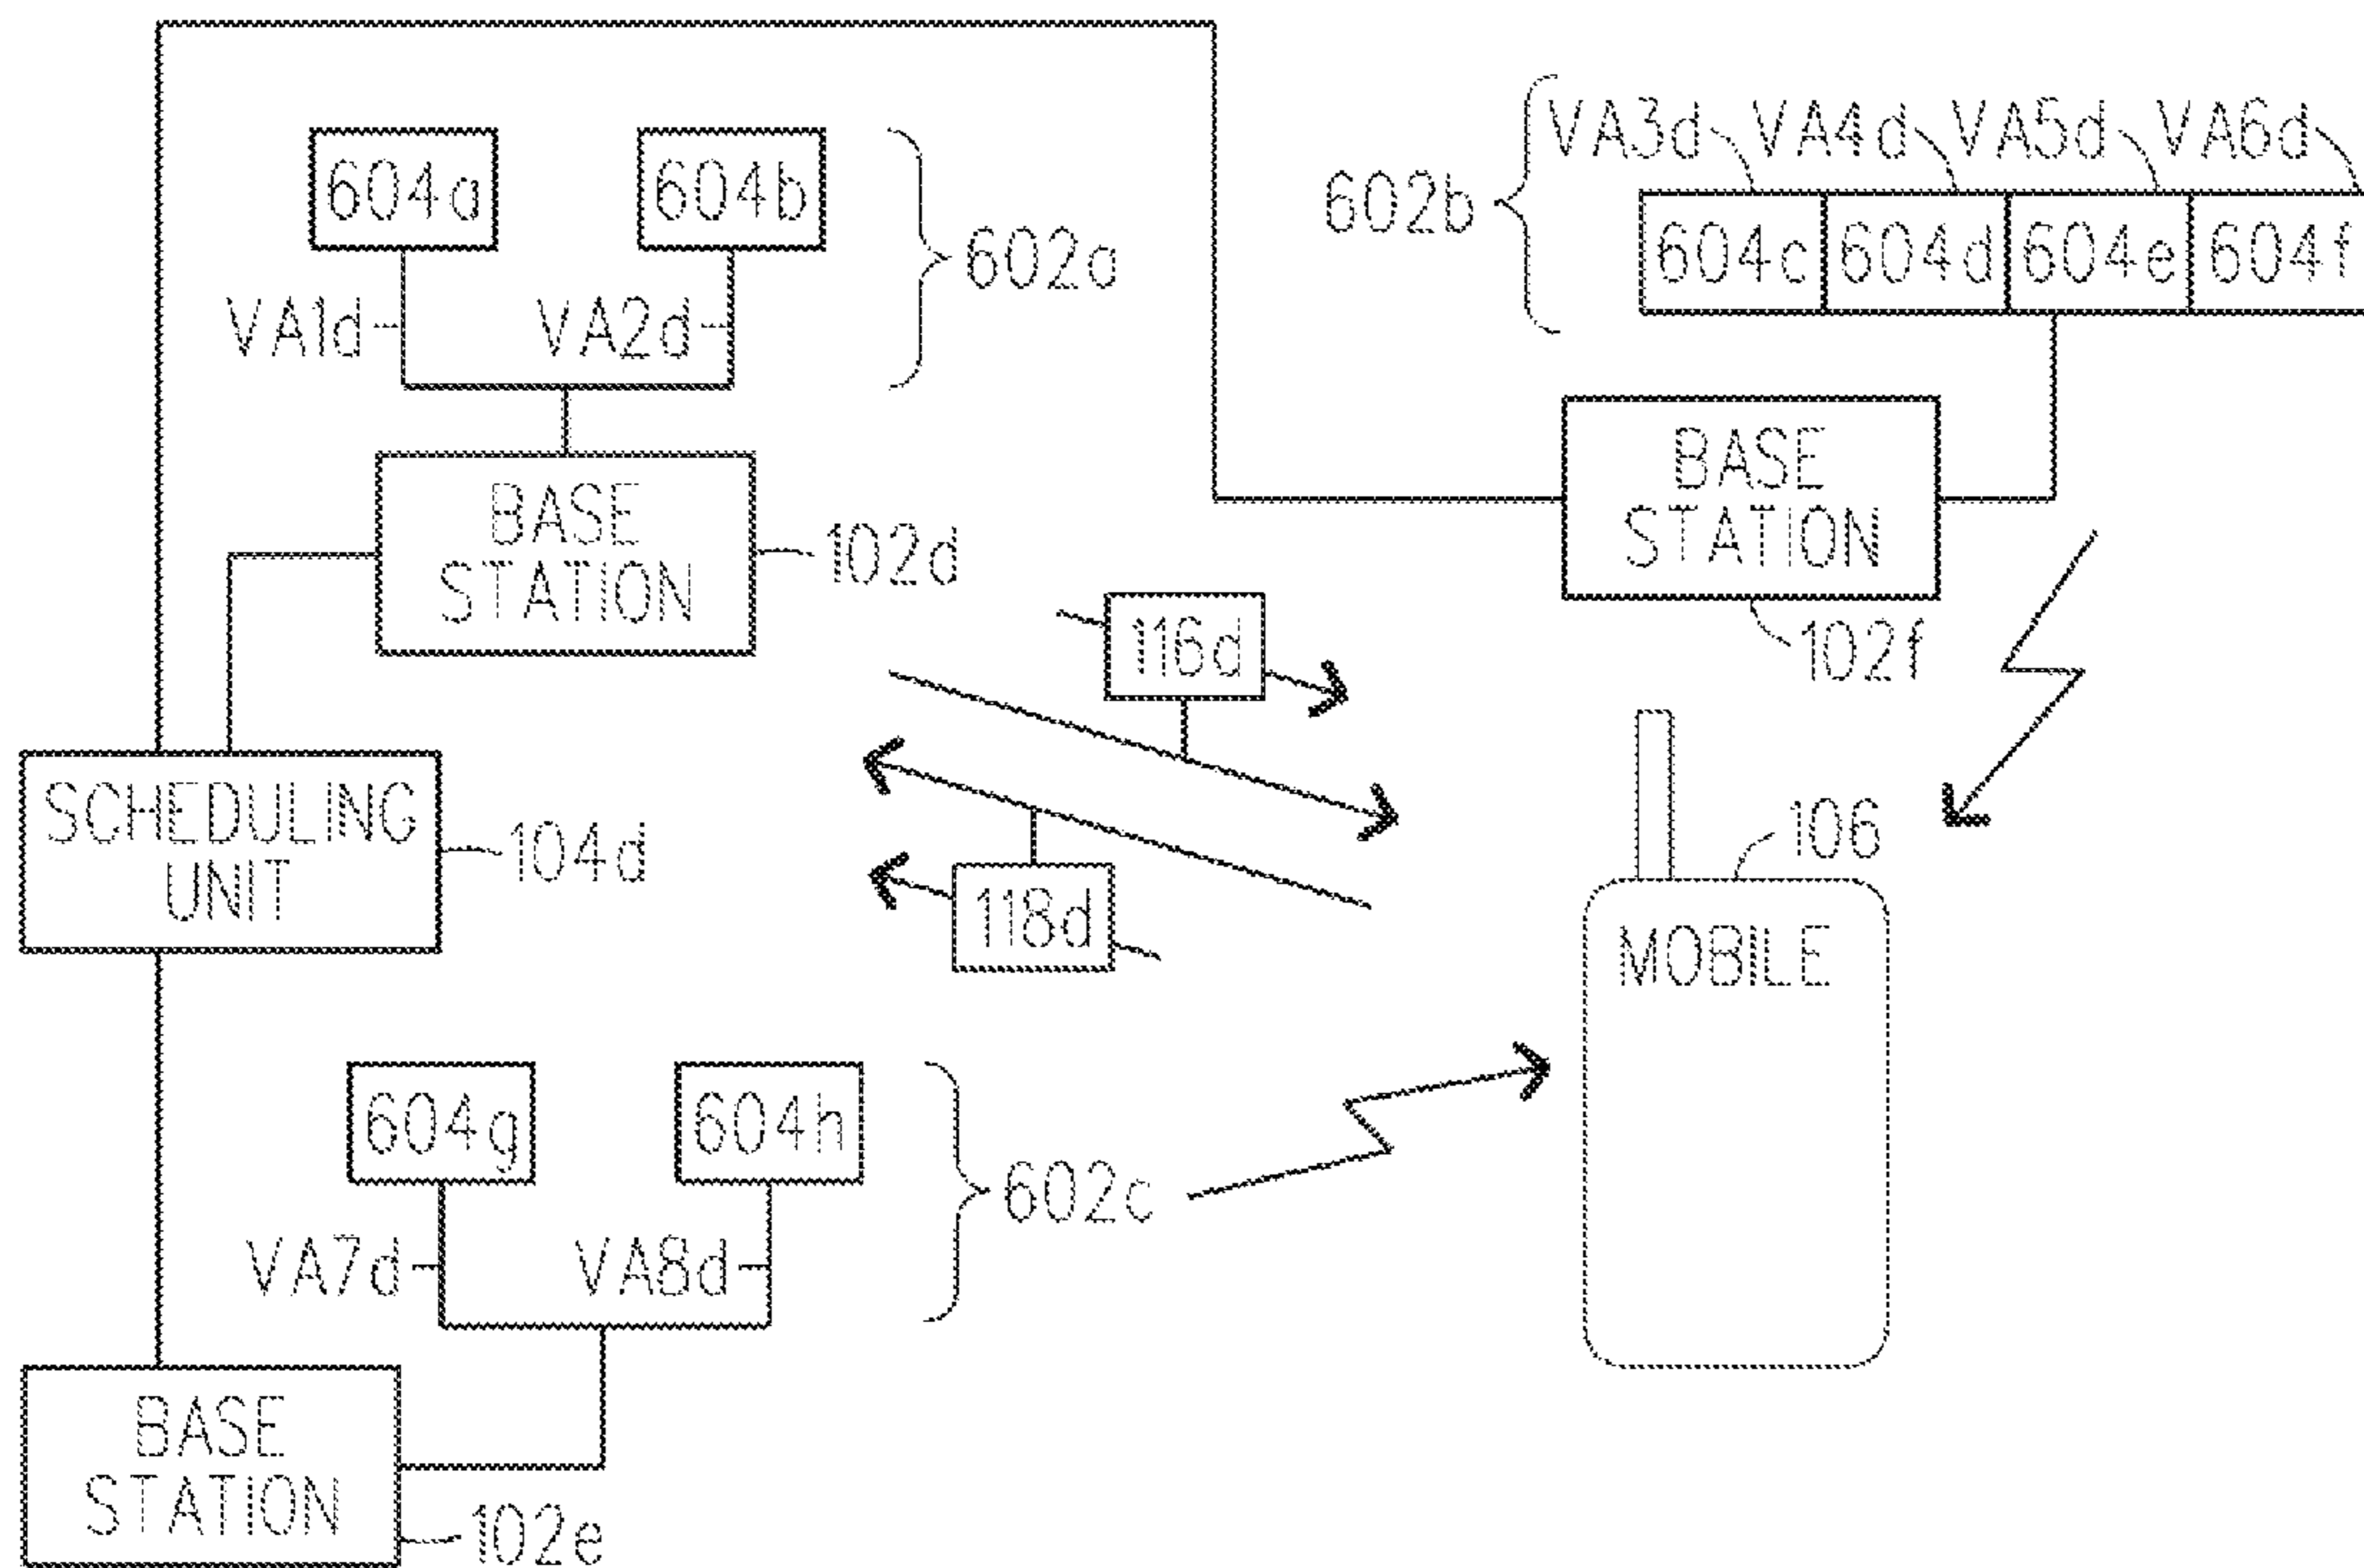 VA3d VA4d VA5d VA6d
604a 604b 602a 602b
604c 604d 604e 604f
VA1d VA2d
BASE
STATION
102d
BASE
STATION
102f
116d
SCHEDULING
UNIT
104d
118d
106
MOBILE
604g 604h
602c
VA7d VA8d
BASE
STATION
102e